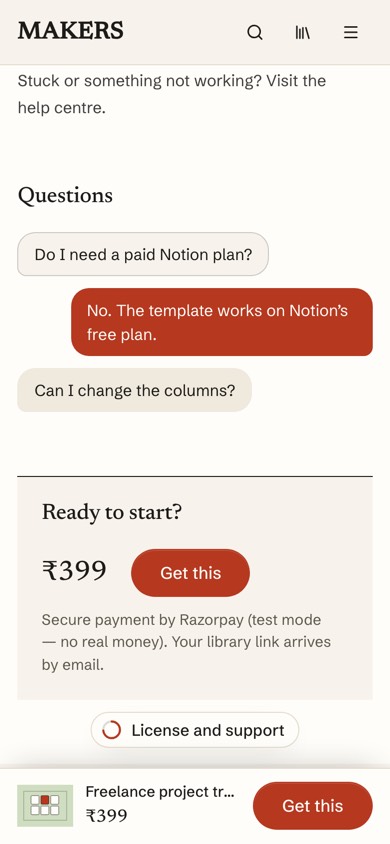 MAKERS
Stuck or something not working? Visit the
help centre.
Questions
Do I need a paid Notion plan?
No. The template works on Notion’s
free plan.
Can I change the columns?
Ready to start?
₹399
Get this
Secure payment by Razorpay (test mode
— no real money). Your library link arrives
by email.
License and support
Freelance project tr...
₹399
Get this